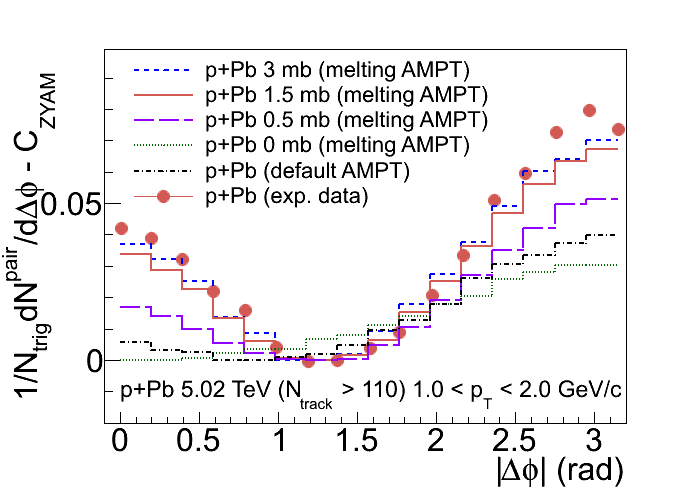 p+Pb 3 mb (melting AMPT)
p+Pb 1.5 mb (melting AMPT)
p+Pb 0.5 mb (melting AMPT)
p+Pb 0 mb (melting AMPT)
p+Pb (default AMPT)
p+Pb (exp. data)
1/N_trig dN^pair/dΔϕ - C_ZYAM
0.05
0
p+Pb 5.02 TeV (N_track > 110) 1.0 < p_T < 2.0 GeV/c
0 0.5 1 1.5 2 2.5 3
|Δϕ| (rad)